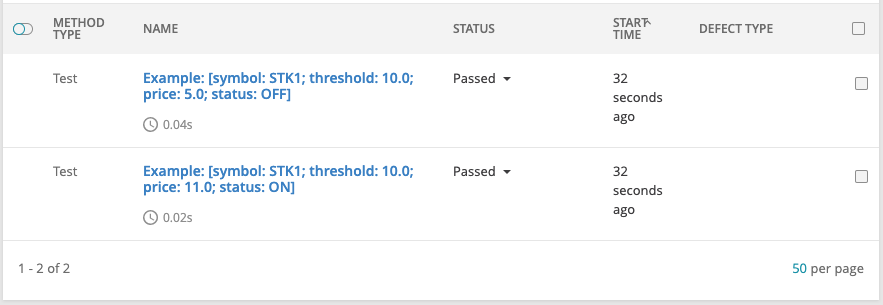 METHOD TYPE NAME STATUS START TIME DEFECT TYPE
Test
Example: [symbol: STK1; threshold: 10.0;
price: 5.0; status: OFF]
0.04s
Passed
32
seconds
ago
Test
Example: [symbol: STK1; threshold: 10.0;
price: 11.0; status: ON]
0.02s
Passed
32
seconds
ago
1 - 2 of 2
50 per page